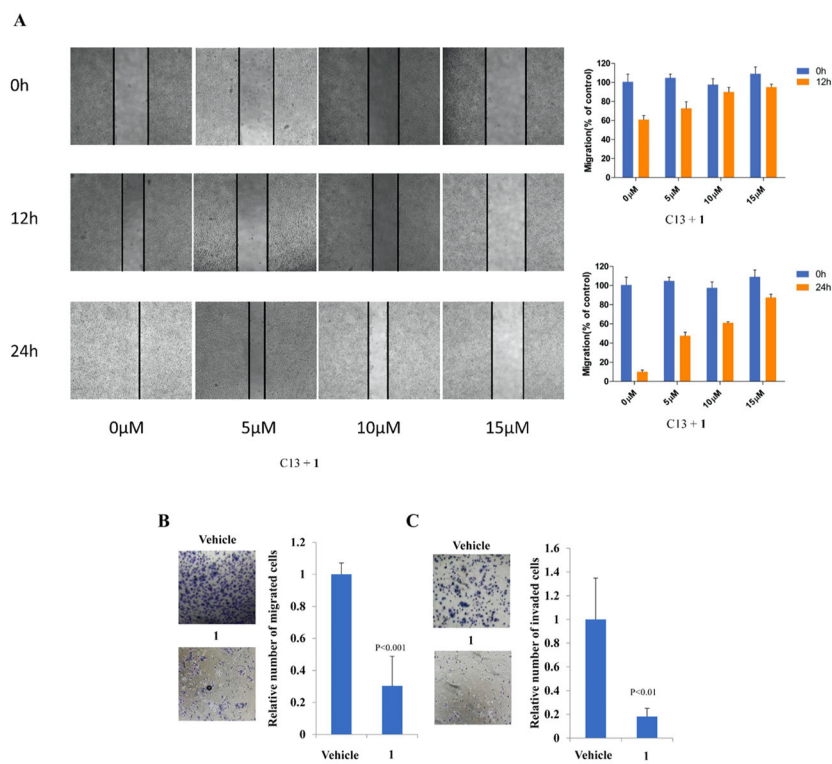 A
0h
12h
24h
0μM
5μM
10μM
15μM
C13 + 1
Migration(% of control)
120
100
80
60
40
20
0
0μM
5μM
10μM
15μM
C13 + 1
0h
12h
Migration(% of control)
120
100
80
60
40
20
0
0μM
5μM
10μM
15μM
C13 + 1
0h
24h
B
Vehicle
1
Relative number of migrated cells
1.2
1
0.8
0.6
0.4
0.2
0
P<0.001
Vehicle
1
C
Vehicle
1
Relative number of invaded cells
1.6
1.4
1.2
1
0.8
0.6
0.4
0.2
0
P<0.01
Vehicle
1